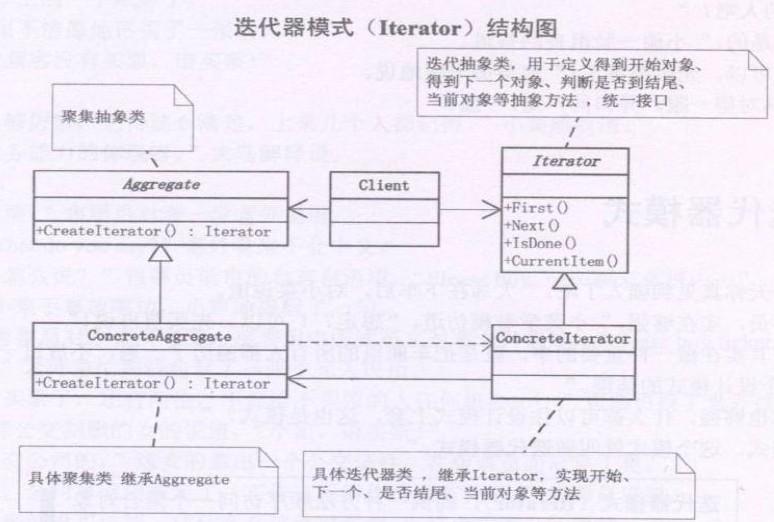 迭代器模式（Iterator）结构图
迭代抽象类，用于定义得到开始对象、
得到下一个对象、判断是否到结尾、
当前对象等抽象方法，统一接口
聚集抽象类
Aggregate
+CreateIterator() : Iterator
Client
Iterator
+First()
+Next()
+IsDone()
+CurrentItem()
ConcreteAggregate
+CreateIterator() : Iterator
ConcreteIterator
具体聚集类 继承Aggregate
具体迭代器类，继承Iterator，实现开始、
下一个、是否结尾、当前对象等方法